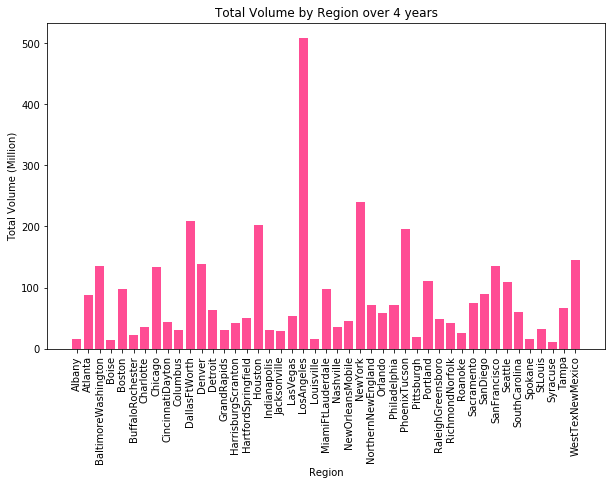 Total Volume by Region over 4 years
Total Volume (Million)
500
400
300
200
100
0
Albany
Atlanta
BaltimoreWashington
Boise
Boston
BuffaloRochester
Charlotte
Chicago
CincinnatiDayton
Columbus
DallasFtWorth
Denver
Detroit
GrandRapids
HarrisburgScranton
HartfordSpringfield
Houston
Indianapolis
Jacksonville
LasVegas
LosAngeles
Louisville
MiamiFtLauderdale
Nashville
NewOrleansMobile
NewYork
NorthernNewEngland
Orlando
Philadelphia
PhoenixTucson
Pittsburgh
Portland
RaleighGreensboro
RichmondNorfolk
Roanoke
Sacramento
SanDiego
SanFrancisco
Seattle
SouthCarolina
Spokane
StLouis
Syracuse
Tampa
WestTexNewMexico
Region